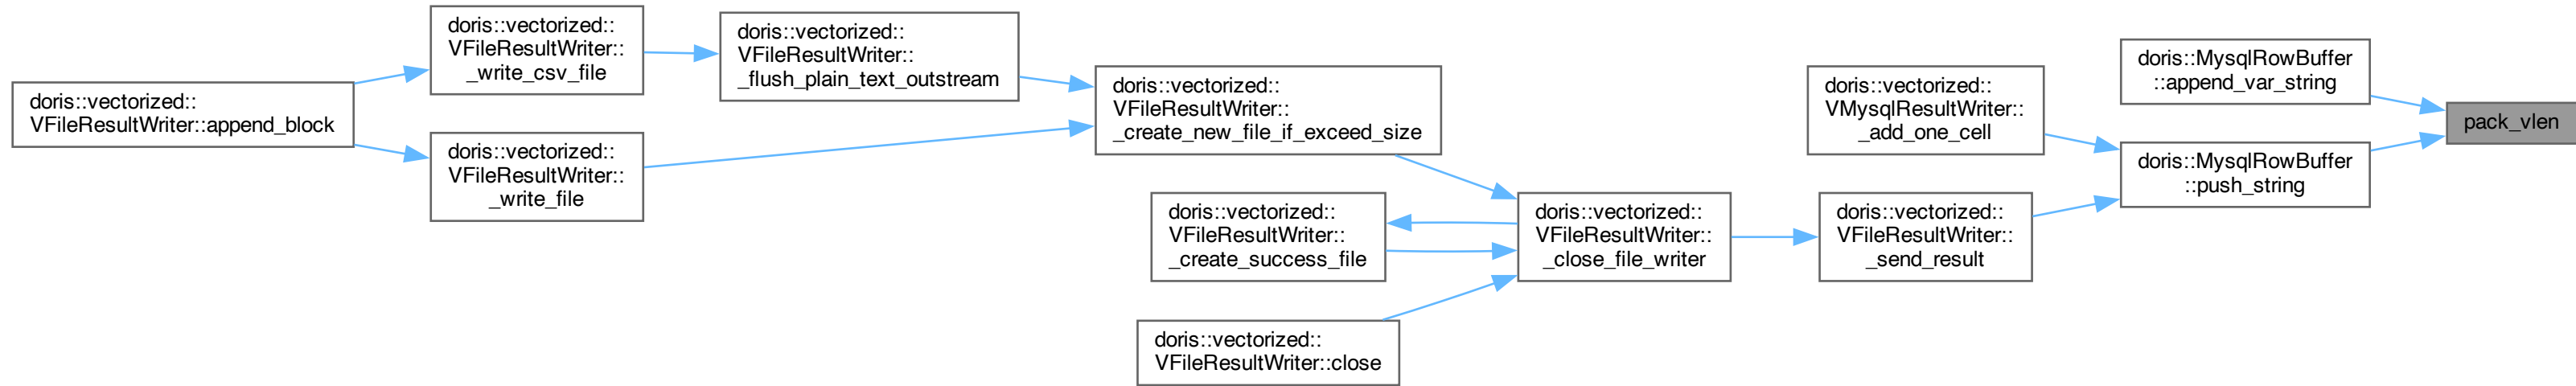 doris::vectorized::
VFileResultWriter::append_block
doris::vectorized::
VFileResultWriter::
_write_csv_file
doris::vectorized::
VFileResultWriter::
_write_file
doris::vectorized::
VFileResultWriter::
_flush_plain_text_outstream
doris::vectorized::
VFileResultWriter::
_create_new_file_if_exceed_size
doris::vectorized::
VFileResultWriter::
_create_success_file
doris::vectorized::
VFileResultWriter::close
doris::vectorized::
VFileResultWriter::
_close_file_writer
doris::vectorized::
VMysqlResultWriter::
_add_one_cell
doris::vectorized::
VFileResultWriter::
_send_result
doris::MysqlRowBuffer
::append_var_string
doris::MysqlRowBuffer
::push_string
pack_vlen